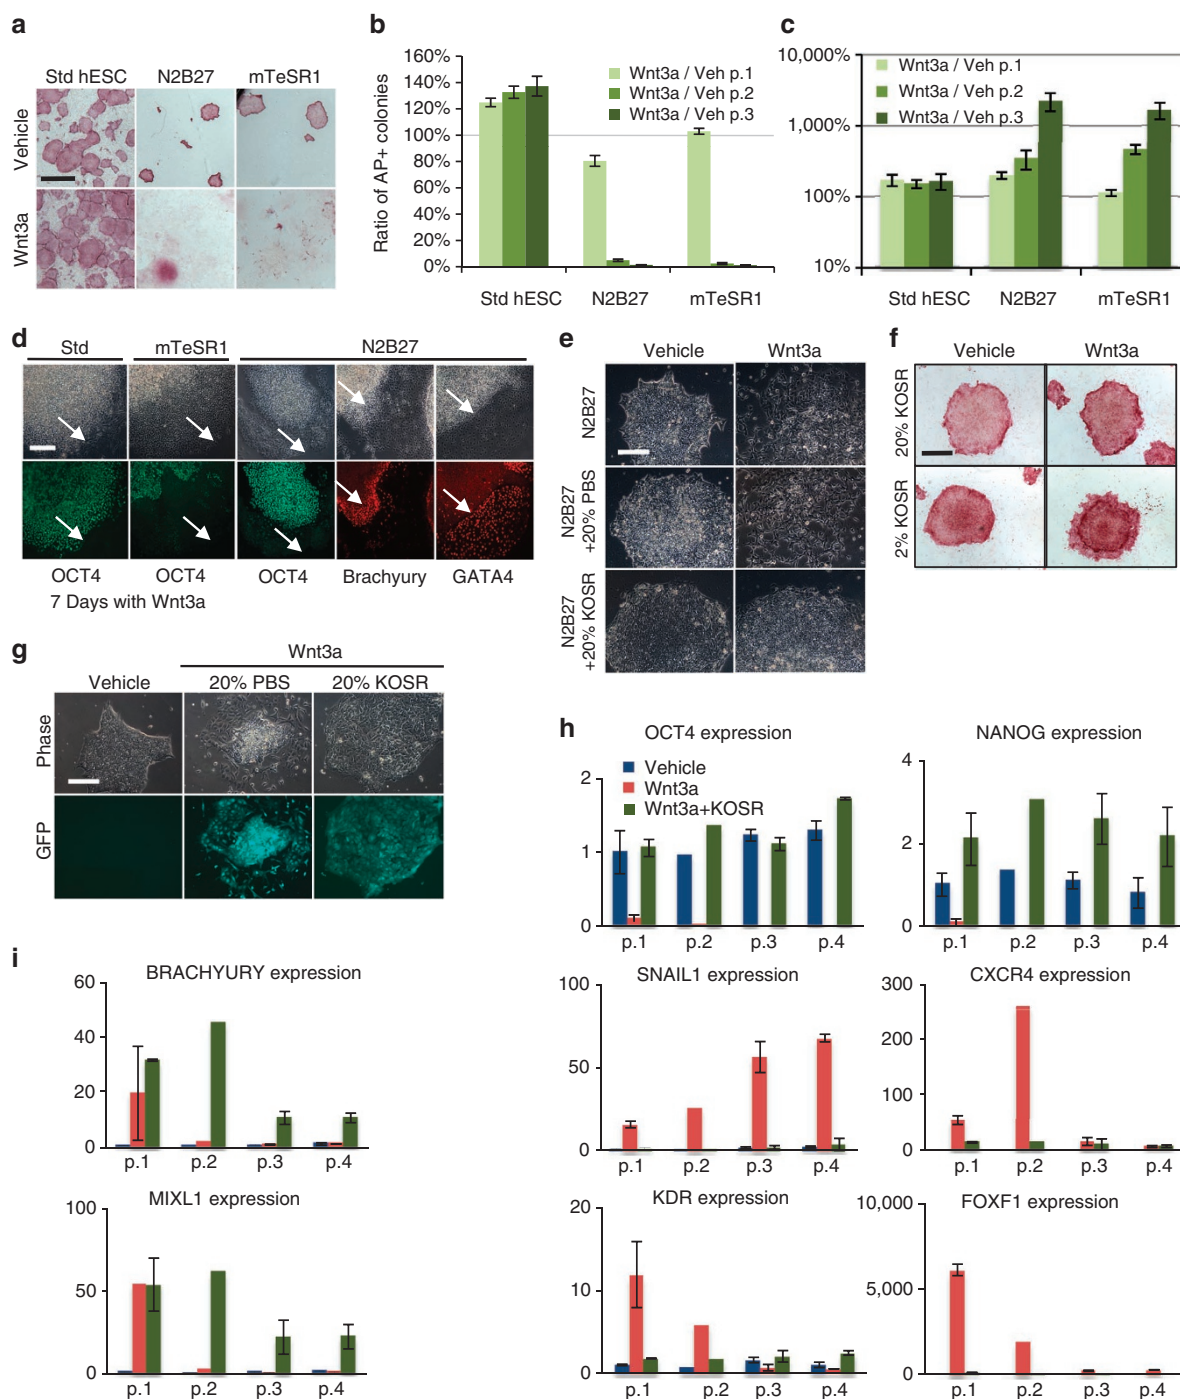 a
Std hESC N2B27 mTeSR1
Vehicle
Wnt3a
b
160%
140%
120%
100%
80%
60%
40%
20%
0%
Ratio of AP+ colonies
Wnt3a / Veh p.1
Wnt3a / Veh p.2
Wnt3a / Veh p.3
Std hESC N2B27 mTeSR1
c
10,000%
1,000%
100%
10%
Wnt3a / Veh p.1
Wnt3a / Veh p.2
Wnt3a / Veh p.3
Std hESC N2B27 mTeSR1
d
Std mTeSR1 N2B27
OCT4 OCT4 OCT4 Brachyury GATA4
7 Days with Wnt3a
e
Vehicle Wnt3a
N2B27
N2B27
+20% PBS
N2B27
+20% KOSR
f
Vehicle Wnt3a
20% KOSR
2% KOSR
g
Wnt3a
Vehicle 20% PBS 20% KOSR
Phase
GFP
h
OCT4 expression
Vehicle
Wnt3a
Wnt3a+KOSR
2
1
0
p.1 p.2 p.3 p.4
NANOG expression
4
2
0
p.1 p.2 p.3 p.4
i
BRACHYURY expression
60
40
20
0
p.1 p.2 p.3 p.4
SNAIL1 expression
100
50
0
p.1 p.2 p.3 p.4
CXCR4 expression
300
200
100
0
p.1 p.2 p.3 p.4
MIXL1 expression
100
50
0
p.1 p.2 p.3 p.4
KDR expression
20
10
0
p.1 p.2 p.3 p.4
FOXF1 expression
10,000
5,000
0
p.1 p.2 p.3 p.4